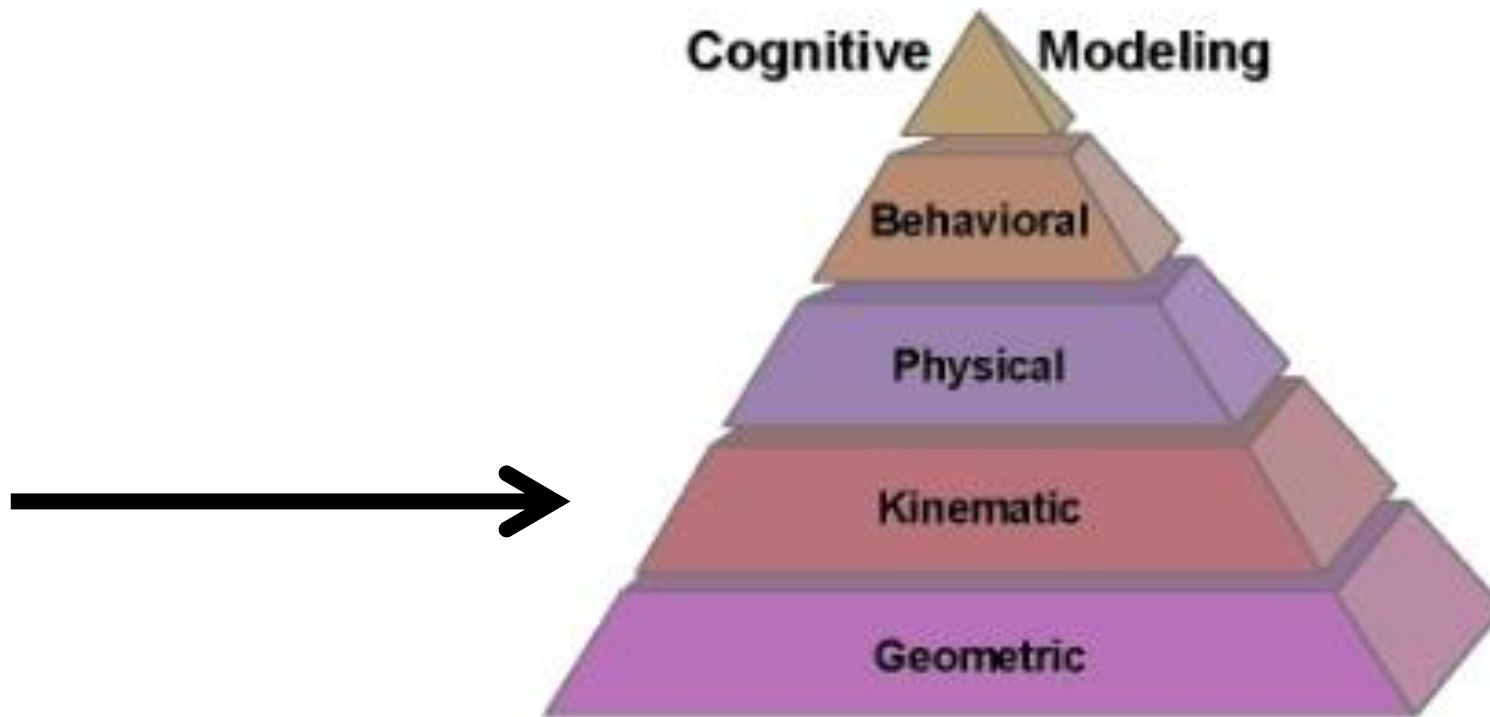 Cognitive Modeling
Behavioral
Physical
Kinematic
Geometric